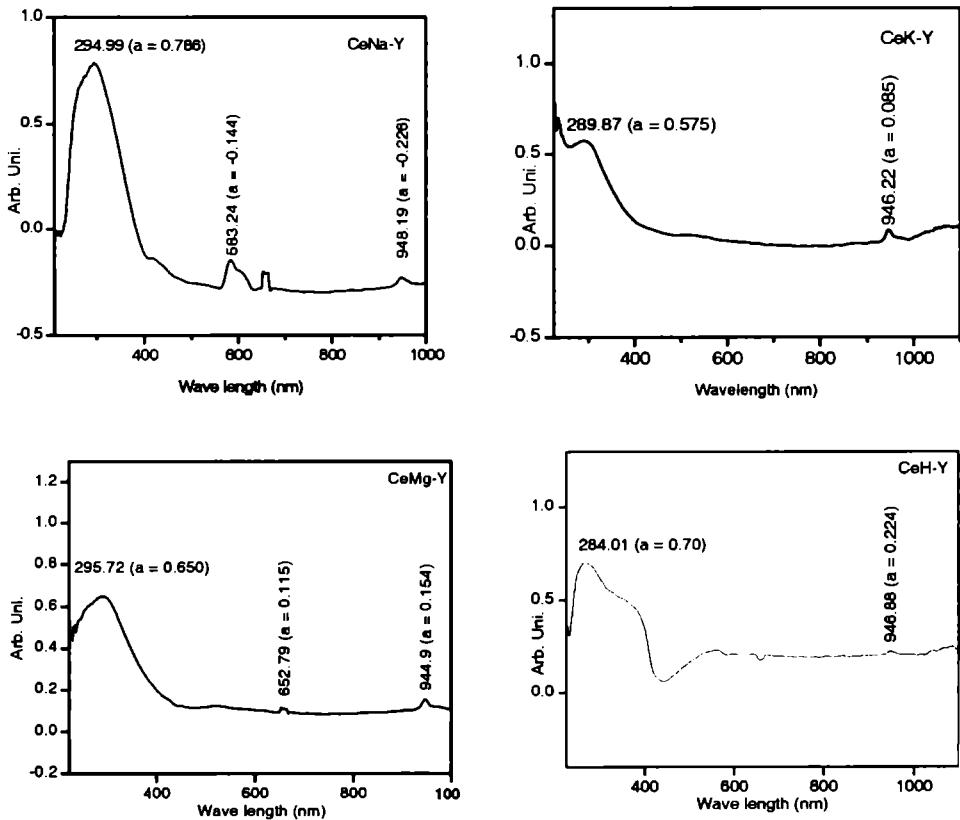 1.0
294.99 (a = 0.786)
CeNa-Y
0.5
0.0
-0.5
583.24 (a = -0.144)
948.19 (a = -0.226)
Arb. Uni.
400
600
800
1000
Wave length (nm)
CeK-Y
1.0
289.87 (a = 0.575)
0.5
0.0
-0.5
946.22 (a = 0.085)
Arb. Uni.
400
600
800
1000
Wavelength (nm)
CeMg-Y
1.2
1.0
295.72 (a = 0.650)
0.8
0.6
0.4
0.2
0.0
-0.2
652.79 (a = 0.115)
944.9 (a = 0.154)
Arb. Uni.
400
600
800
100
Wave length (nm)
CeH-Y
1.0
284.01 (a = 0.70)
0.5
0.0
946.88 (a = 0.224)
Arb. Uni.
400
600
800
1000
Wave length (nm)